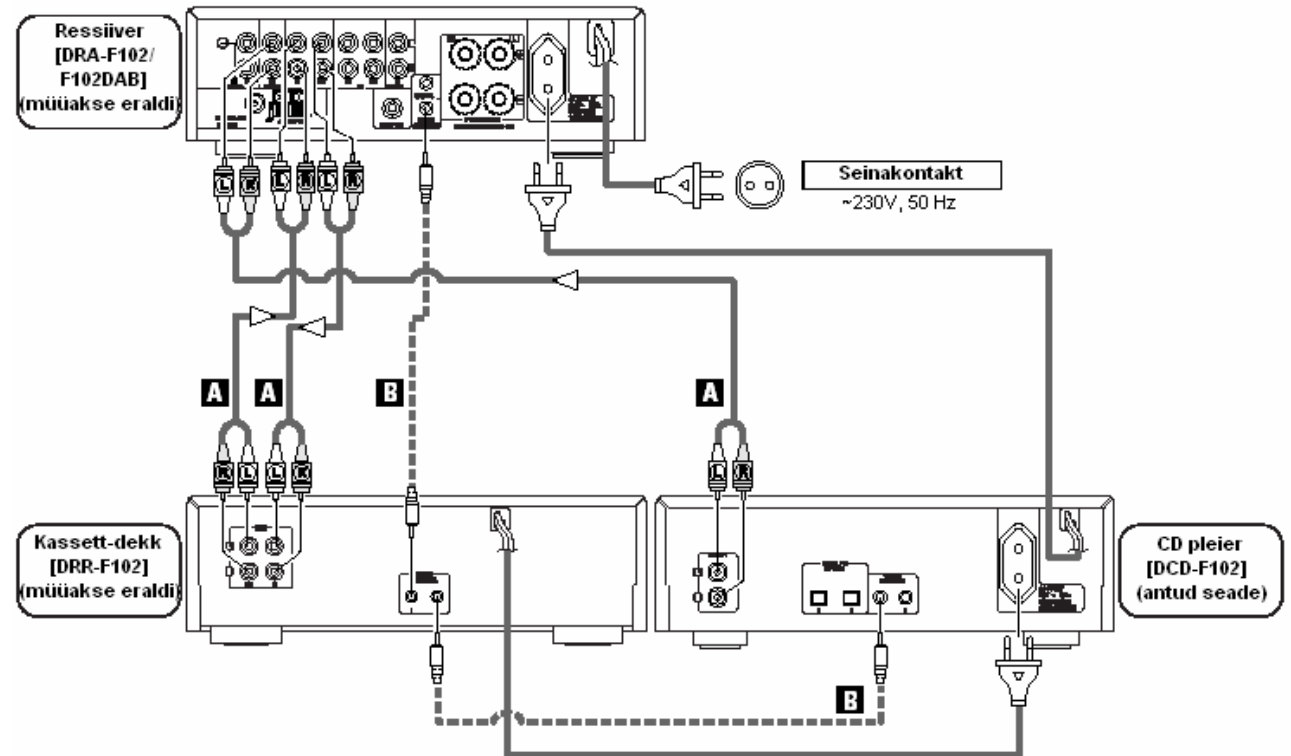 Ressiiver
[DRA-F102/
F102DAB]
(müüakse eraldi)
L R L R L R
Seinakontakt
~230V, 50 Hz
A A B A
R L L R
L R
Kassett-dekk
[DRR-F102]
(müüakse eraldi)
CD pleier
[DCD-F102]
(antud seade)
B